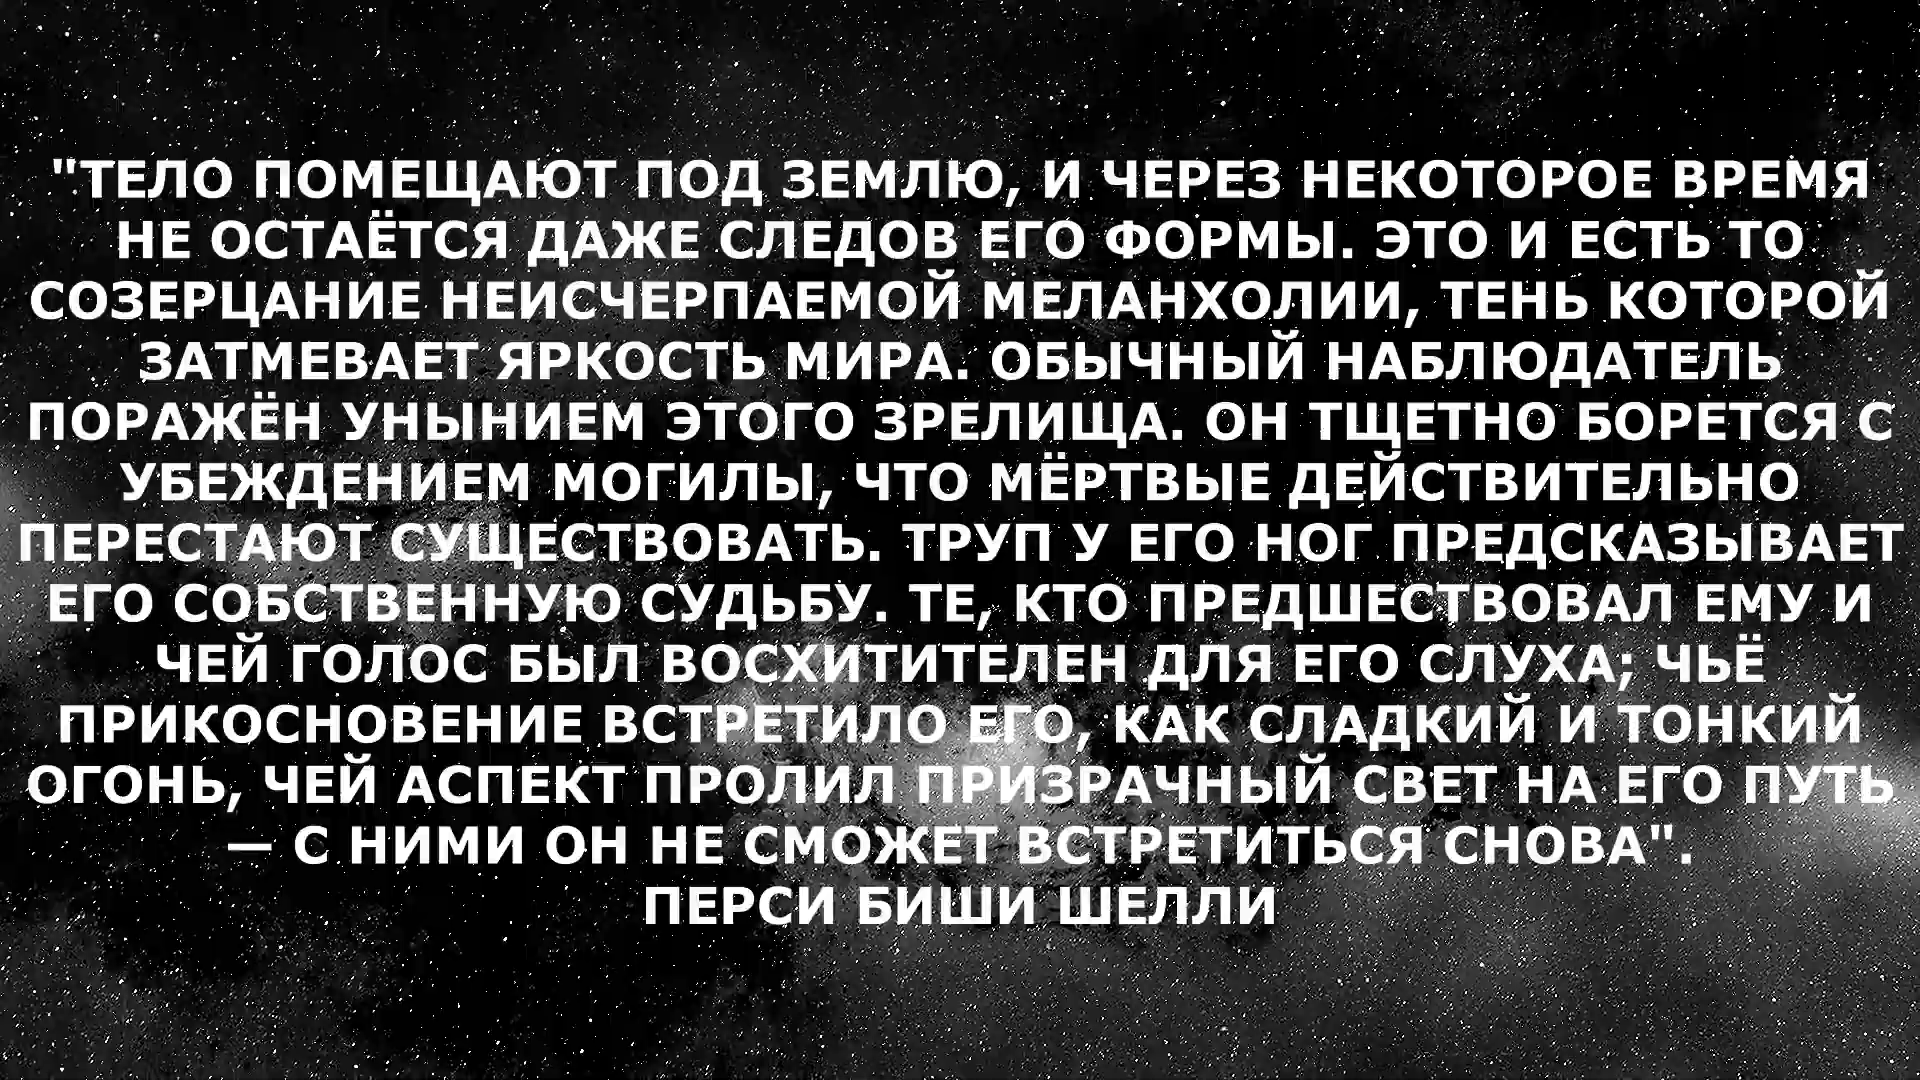 "ТЕЛО ПОМЕЩАЮТ ПОД ЗЕМЛЮ, И ЧЕРЕЗ НЕКОТОРОЕ ВРЕМЯ
НЕ ОСТАЁТСЯ ДАЖЕ СЛЕДОВ ЕГО ФОРМЫ. ЭТО И ЕСТЬ ТО
СОЗЕРЦАНИЕ НЕИСЧЕРПАЕМОЙ МЕЛАНХОЛИИ, ТЕНЬ КОТОРОЙ
ЗАТМЕВАЕТ ЯРКОСТЬ МИРА. ОБЫЧНЫЙ НАБЛЮДАТЕЛЬ
ПОРАЖЁН УНЫНИЕМ ЭТОГО ЗРЕЛИЩА. ОН ТЩЕТНО БОРЕТСЯ С
УБЕЖДЕНИЕМ МОГИЛЫ, ЧТО МЁРТВЫЕ ДЕЙСТВИТЕЛЬНО
ПЕРЕСТАЮТ СУЩЕСТВОВАТЬ. ТРУП У ЕГО НОГ ПРЕДСКАЗЫВАЕТ
ЕГО СОБСТВЕННУЮ СУДЬБУ. ТЕ, КТО ПРЕДШЕСТВОВАЛ ЕМУ И
ЧЕЙ ГОЛОС БЫЛ ВОСХИТИТЕЛЕН ДЛЯ ЕГО СЛУХА; ЧЬЁ
ПРИКОСНОВЕНИЕ ВСТРЕТИЛО ЕГО, КАК СЛАДКИЙ И ТОНКИЙ
ОГОНЬ, ЧЕЙ АСПЕКТ ПРОЛИЛ ПРИЗРАЧНЫЙ СВЕТ НА ЕГО ПУТЬ
— С НИМИ ОН НЕ СМОЖЕТ ВСТРЕТИТЬСЯ СНОВА".
ПЕРСИ БИШИ ШЕЛЛИ